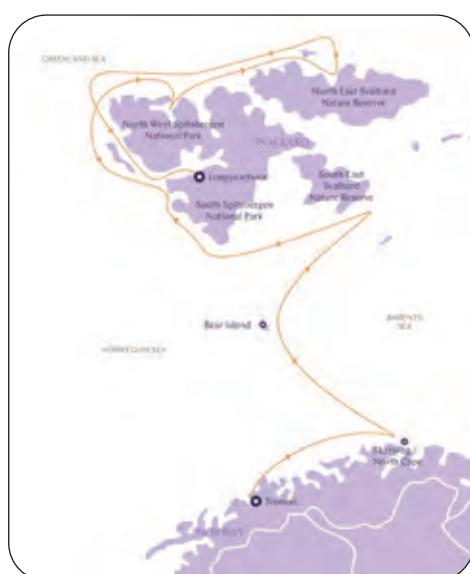 GREENLAND SEA
North East Svalbard
Nature Reserve
North West Spitsbergen
National Park
SVALBARD
Longyearbyen
South East
Svalbard
Nature Reserve
South Spitsbergen
National Park
Bear Island
BARENTS
SEA
NORWEGIAN SEA
North Cape
Tromsø
NORWAY